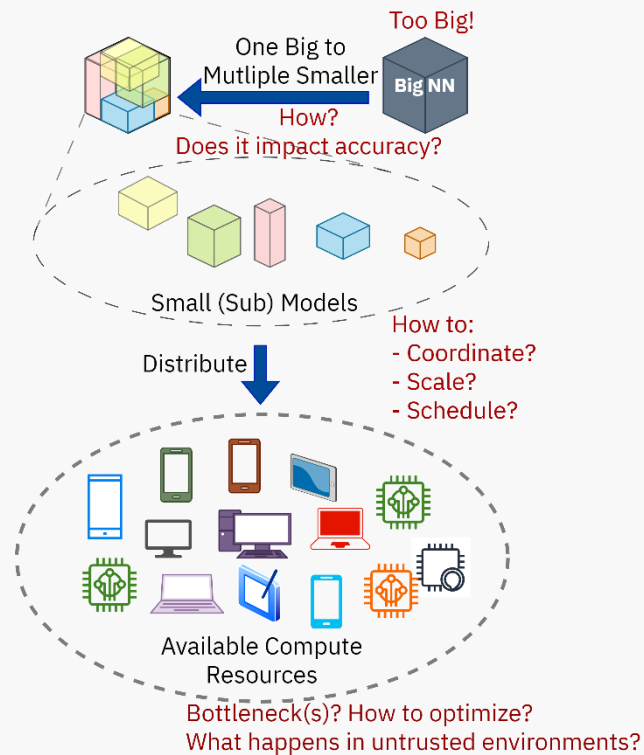 Too Big!
One Big to
Mutliple Smaller
Big NN
How?
Does it impact accuracy?
Small (Sub) Models
How to:
- Coordinate?
- Scale?
- Schedule?
Distribute
Available Compute
Resources
Bottleneck(s)? How to optimize?
What happens in untrusted environments?